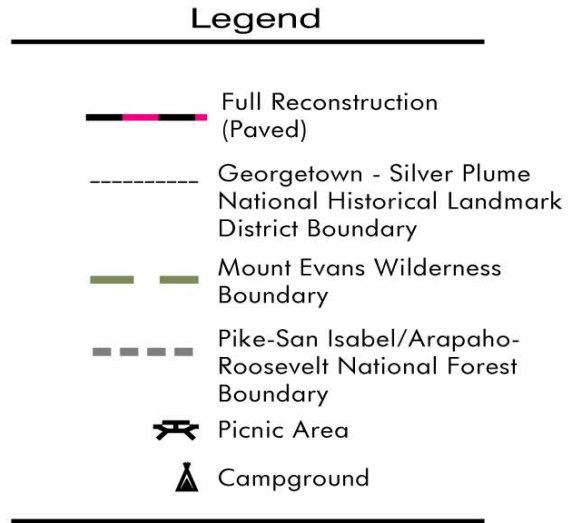 Legend
Full Reconstruction
(Paved)
Georgetown - Silver Plume
National Historical Landmark
District Boundary
Mount Evans Wilderness
Boundary
Pike-San Isabel/Arapaho-
Roosevelt National Forest
Boundary
Picnic Area
Campground